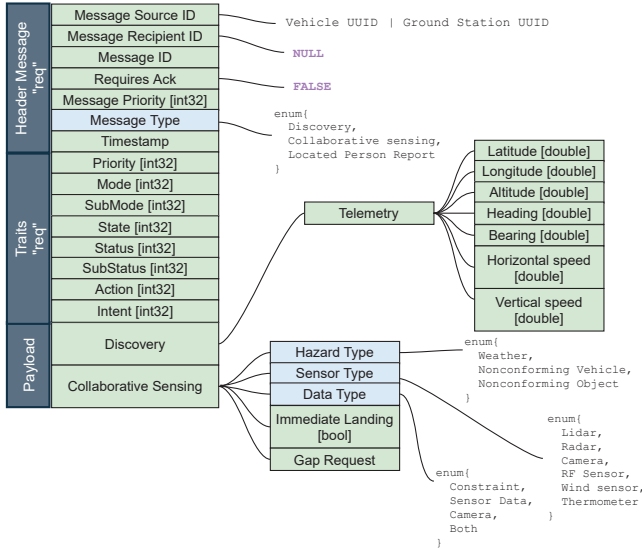 Header Message
"req"
Message Source ID
Message Recipient ID
Message ID
Requires Ack
Message Priority [int32]
Message Type
Timestamp
Vehicle UUID | Ground Station UUID
NULL
FALSE
enum{
Discovery,
Collaborative sensing,
Located Person Report
}
Traits
"req"
Priority [int32]
Mode [int32]
SubMode [int32]
State [int32]
Status [int32]
SubStatus [int32]
Action [int32]
Intent [int32]
Payload
Discovery
Collaborative Sensing
Telemetry
Latitude [double]
Longitude [double]
Altitude [double]
Heading [double]
Bearing [double]
Horizontal speed
[double]
Vertical speed
[double]
Hazard Type
Sensor Type
Data Type
Immediate Landing
[bool]
Gap Request
enum{
Weather,
Nonconforming Vehicle,
Nonconforming Object
}
enum{
Lidar,
Radar,
Camera,
RF Sensor,
Wind sensor,
Thermometer
}
enum{
Constraint,
Sensor Data,
Camera,
Both
}